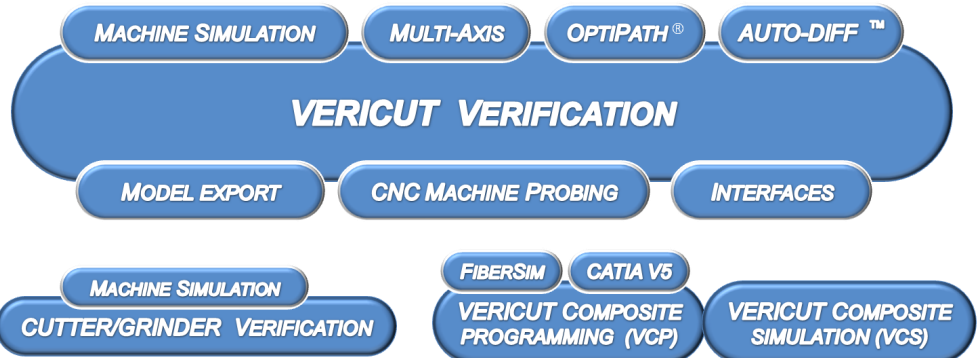 MACHINE SIMULATION
MULTI-AXIS
OPTIPATH ®
AUTO-DIFF ™
VERICUT VERIFICATION
MODEL EXPORT
CNC MACHINE PROBING
INTERFACES
MACHINE SIMULATION
CUTTER/GRINDER VERIFICATION
FIBERSIM
CATIA V5
VERICUT COMPOSITE
PROGRAMMING (VCP)
VERICUT COMPOSITE
SIMULATION (VCS)